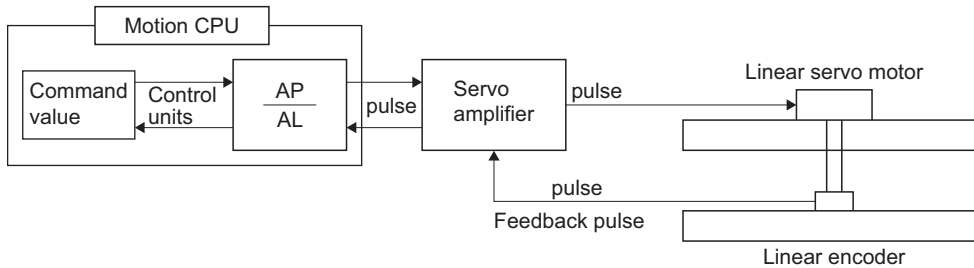 Motion CPU
Command
value
Control
units
AP
AL
pulse
Servo
amplifier
pulse
Linear servo motor
pulse
Feedback pulse
Linear encoder